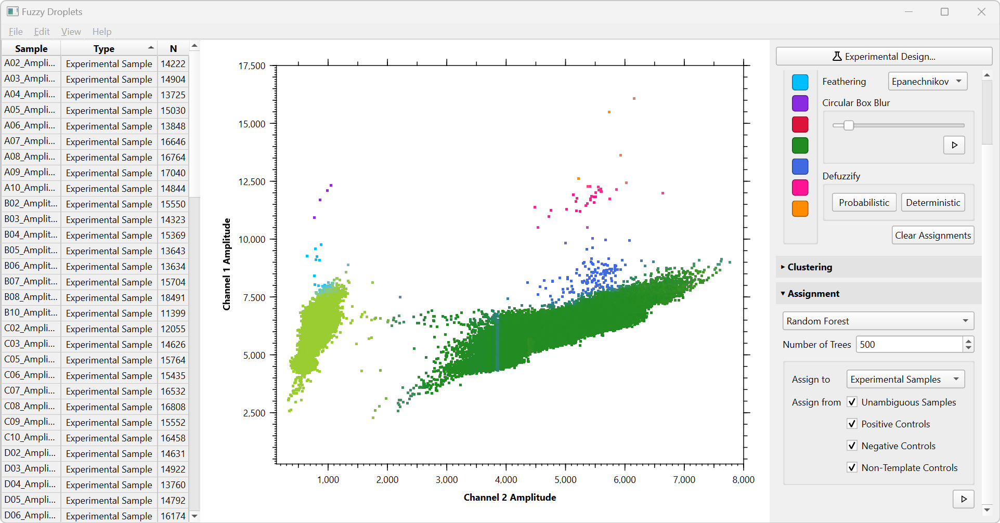 Fuzzy Droplets
File Edit View Help
Sample Type N
A02_Ampli... Experimental Sample 14222
A03_Ampli... Experimental Sample 14904
A04_Ampli... Experimental Sample 13725
A05_Ampli... Experimental Sample 15030
A06_Ampli... Experimental Sample 13848
A07_Ampli... Experimental Sample 16646
A08_Ampli... Experimental Sample 16764
A09_Ampli... Experimental Sample 17040
A10_Ampli... Experimental Sample 14844
B02_Amplit... Experimental Sample 15550
B03_Amplit... Experimental Sample 14323
B04_Amplit... Experimental Sample 15369
B05_Amplit... Experimental Sample 13643
B06_Amplit... Experimental Sample 13634
B07_Amplit... Experimental Sample 15704
B08_Amplit... Experimental Sample 18491
B10_Amplit... Experimental Sample 11399
C02_Ampli... Experimental Sample 12055
C03_Ampli... Experimental Sample 14626
C05_Ampli... Experimental Sample 15764
C06_Ampli... Experimental Sample 15435
C07_Ampli... Experimental Sample 16532
C08_Ampli... Experimental Sample 16808
C09_Ampli... Experimental Sample 15552
C10_Ampli... Experimental Sample 16458
D02_Ampli... Experimental Sample 14631
D03_Ampli... Experimental Sample 14922
D04_Ampli... Experimental Sample 13760
D05_Ampli... Experimental Sample 14792
D06_Ampli... Experimental Sample 16174
17,500
15,000
12,500
10,000
7,500
5,000
2,500
Channel 1 Amplitude
1,000 2,000 3,000 4,000 5,000 6,000 7,000 8,000
Channel 2 Amplitude
Experimental Design...
Feathering Epanechnikov
Circular Box Blur
Defuzzify
Probabilistic Deterministic
Clear Assignments
Clustering
Assignment
Random Forest
Number of Trees 500
Assign to Experimental Samples
Assign from Unambiguous Samples
Positive Controls
Negative Controls
Non-Template Controls